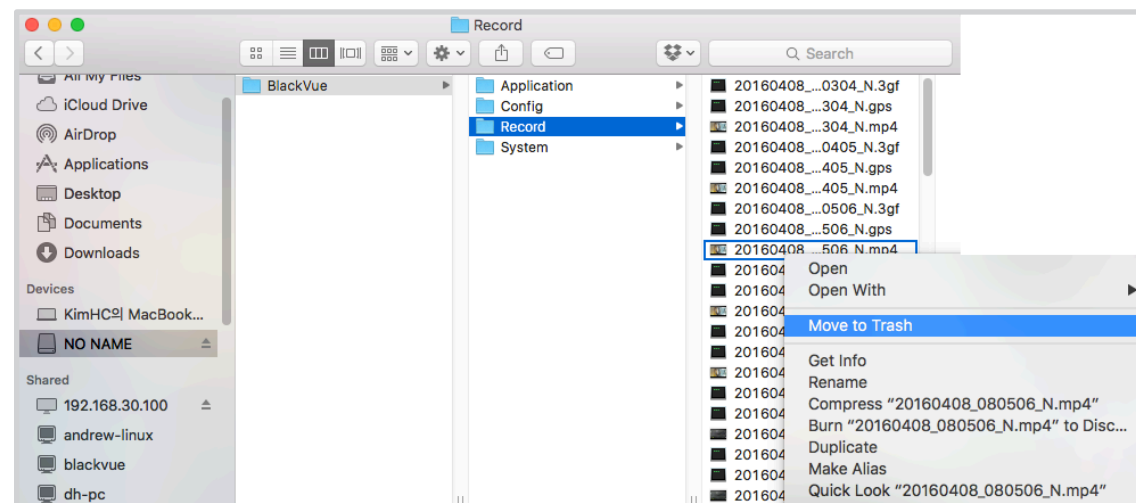 Record
Search
All My Files
iCloud Drive
AirDrop
Applications
Desktop
Documents
Downloads
Devices
KimHC의 MacBook...
NO NAME
Shared
192.168.30.100
andrew-linux
blackvue
dh-pc
BlackVue
Application
Config
Record
System
20160408_...0304_N.3gf
20160408_...304_N.gps
20160408_...304_N.mp4
20160408_...0405_N.3gf
20160408_...405_N.gps
20160408_...405_N.mp4
20160408_...0506_N.3gf
20160408_...506_N.gps
20160408_...506_N.mp4
201604
201604
201604
201604
201604
201604
201604
201604
201604
201604
201604
201604
Open
Open With
Move to Trash
Get Info
Rename
Compress “20160408_080506_N.mp4”
Burn “20160408_080506_N.mp4” to Disc...
Duplicate
Make Alias
Quick Look “20160408_080506_N.mp4”